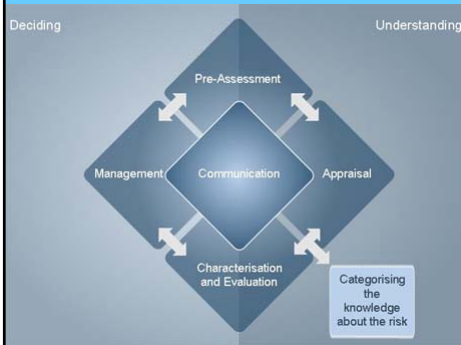 Deciding
Understanding
Pre-Assessment
Management
Communication
Appraisal
Characterisation
and Evaluation
Categorising
the
knowledge
about the risk